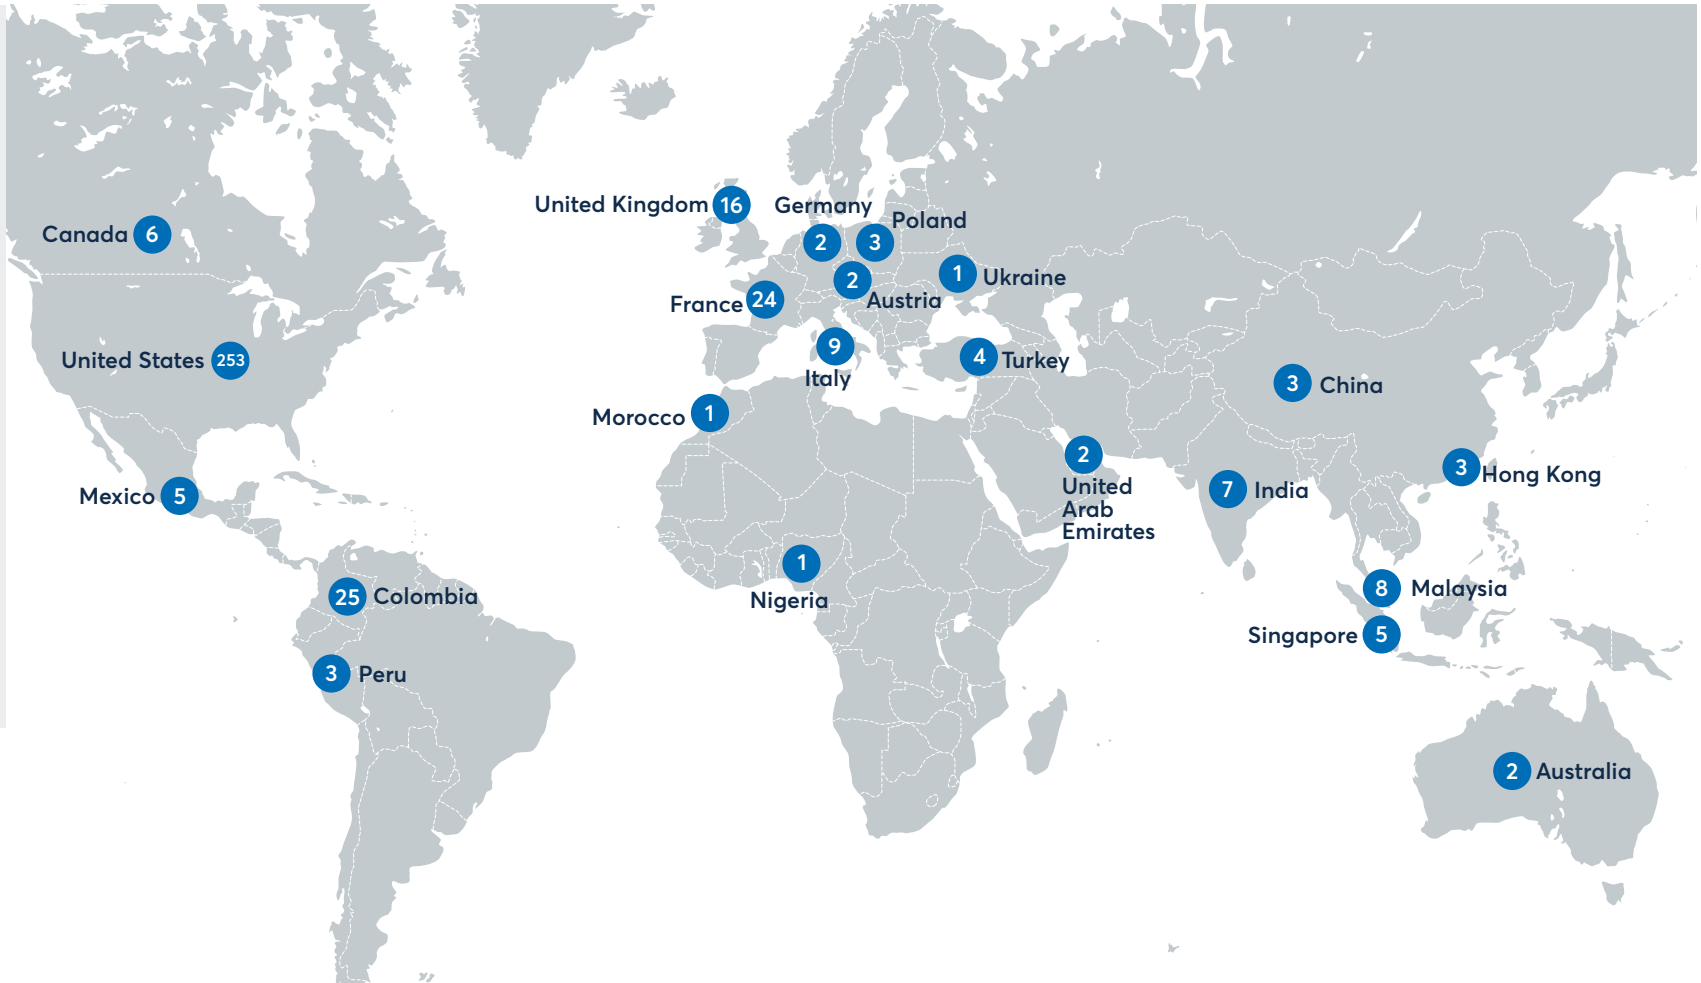 United Kingdom 16
Germany
Poland
Canada 6
2
3
1 Ukraine
2
Austria
France 24
United States 253
9
Italy
4 Turkey
3 China
Morocco 1
2
United
Arab
Emirates
3 Hong Kong
7 India
Mexico 5
1
Nigeria
25 Colombia
8 Malaysia
Singapore 5
3 Peru
2 Australia